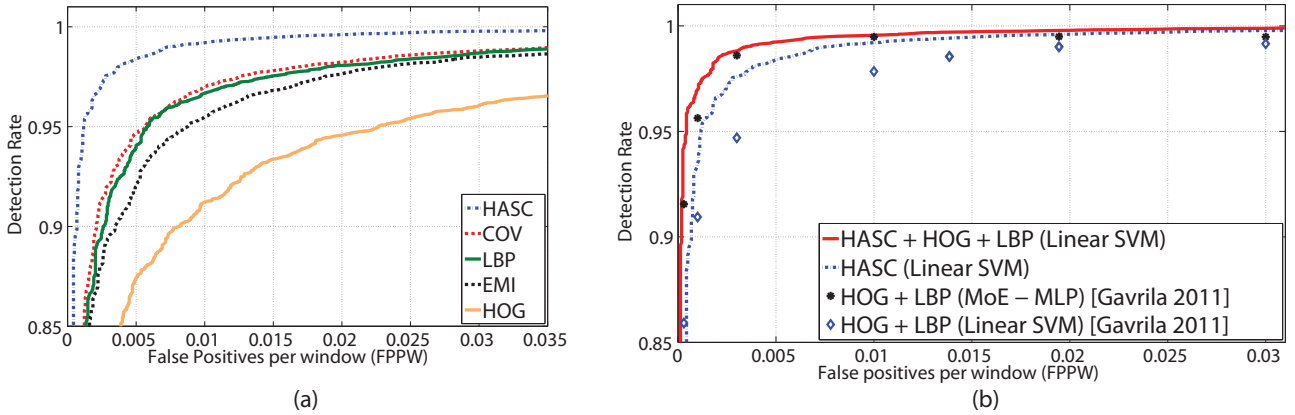 1
0.95
0.9
0.85
Detection Rate
HASC
COV
LBP
EMI
HOG
0 0.005 0.01 0.015 0.02 0.025 0.03 0.035
False Positives per window (FPPW)
(a)
1
0.95
0.9
0.85
Detection Rate
HASC + HOG + LBP (Linear SVM)
HASC (Linear SVM)
HOG + LBP (MoE − MLP) [Gavrila 2011]
HOG + LBP (Linear SVM) [Gavrila 2011]
0 0.005 0.01 0.015 0.02 0.025 0.03
False positives per window (FPPW)
(b)